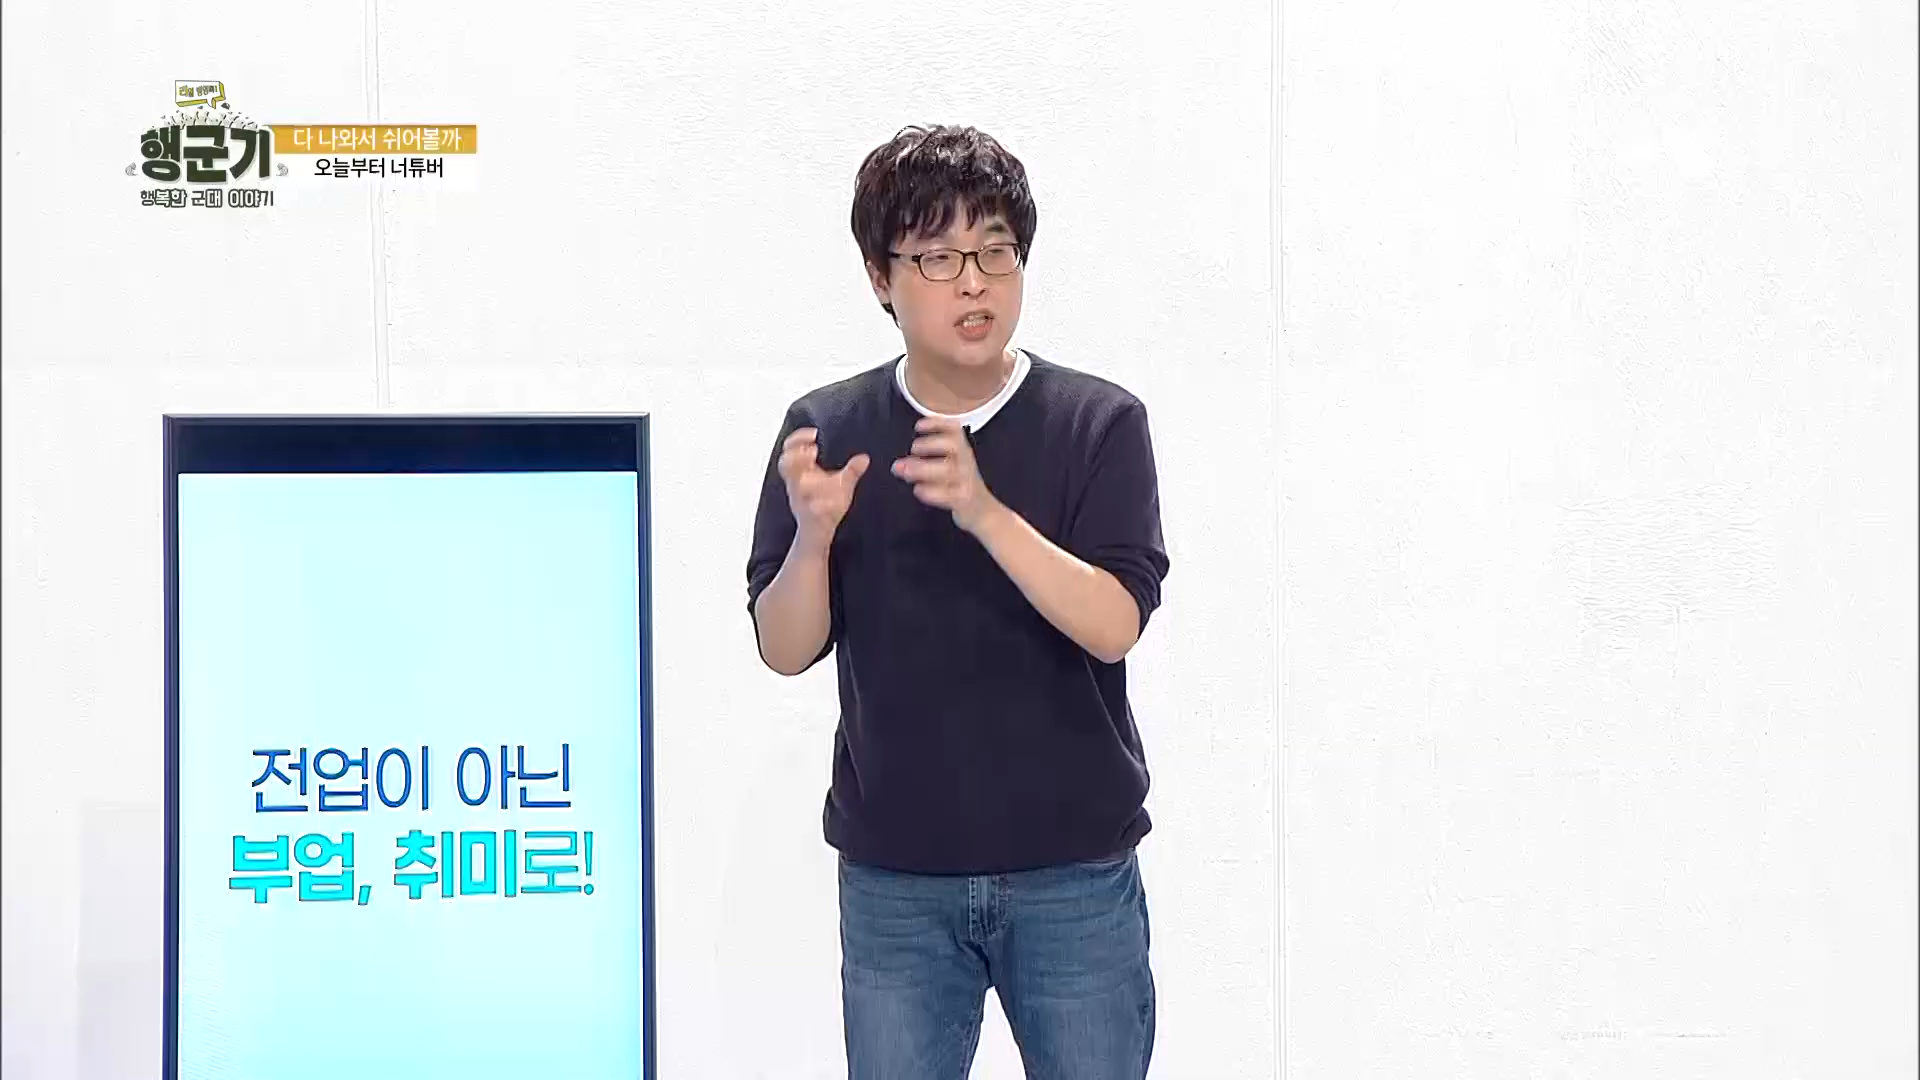 행군기
행복한 군대 이야기
다 나와서 쉬어볼까
오늘부터 너튜버
전업이 아닌
부업, 취미로!